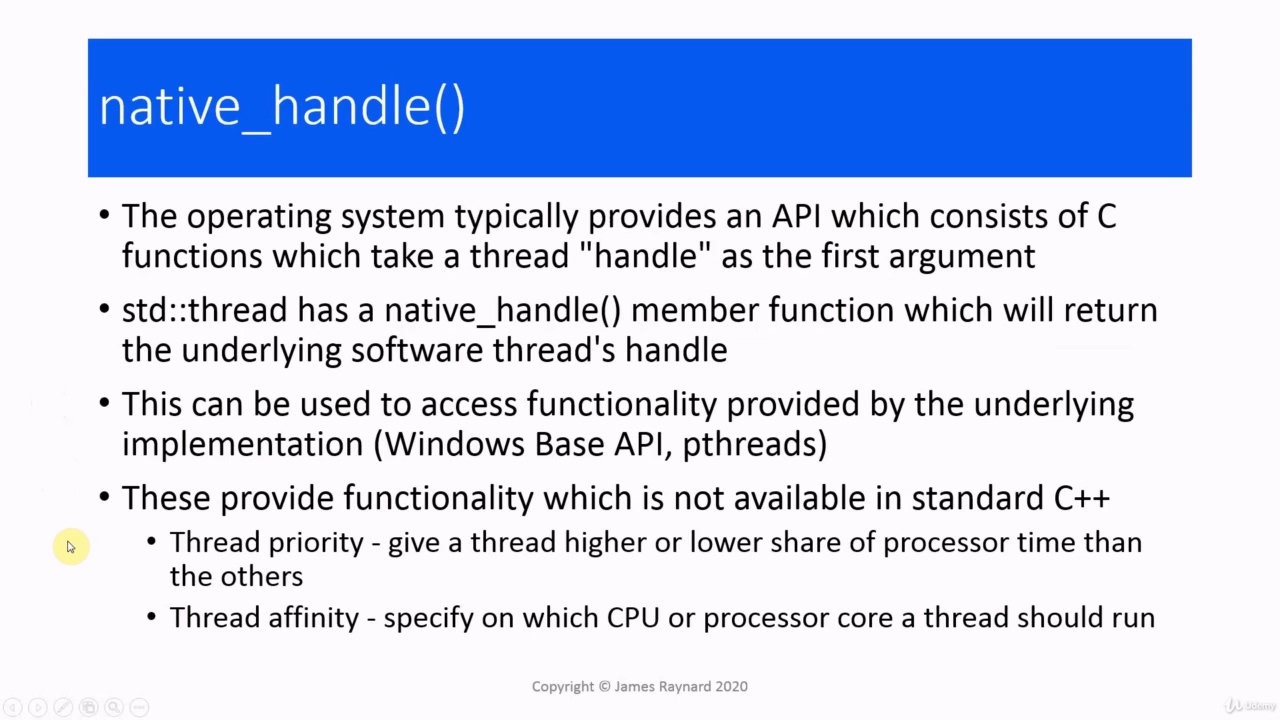 native_handle()
• The operating system typically provides an API which consists of C
functions which take a thread "handle" as the first argument
• std::thread has a native_handle() member function which will return
the underlying software thread's handle
• This can be used to access functionality provided by the underlying
implementation (Windows Base API, pthreads)
• These provide functionality which is not available in standard C++
• Thread priority - give a thread higher or lower share of processor time than
the others
• Thread affinity - specify on which CPU or processor core a thread should run
Copyright © James Raynard 2020
Udemy